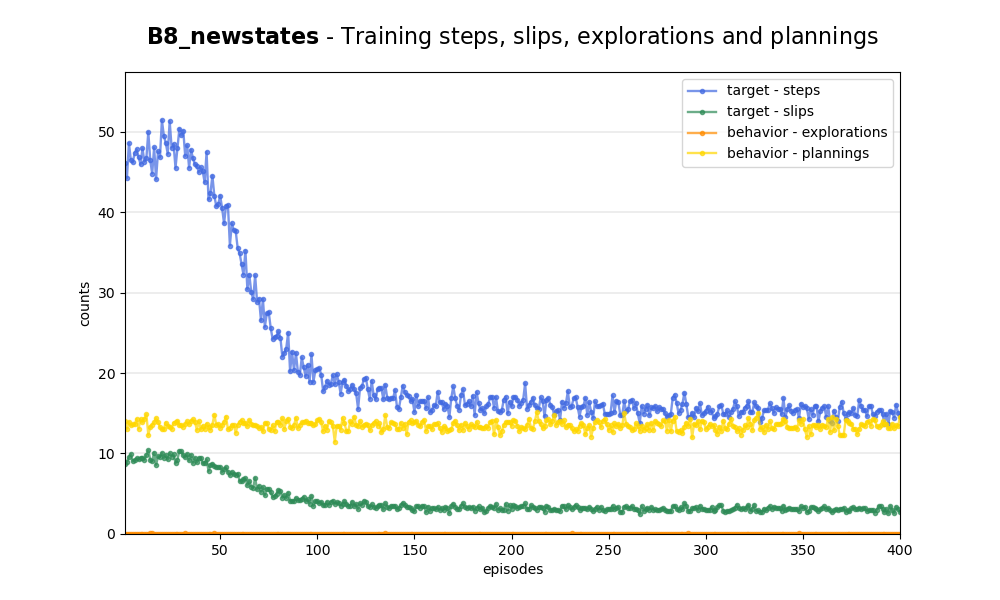 B8_newstates - Training steps, slips, explorations and plannings
target - steps
target - slips
behavior - explorations
behavior - plannings
counts
50
40
30
20
10
0
50 100 150 200 250 300 350 400
episodes